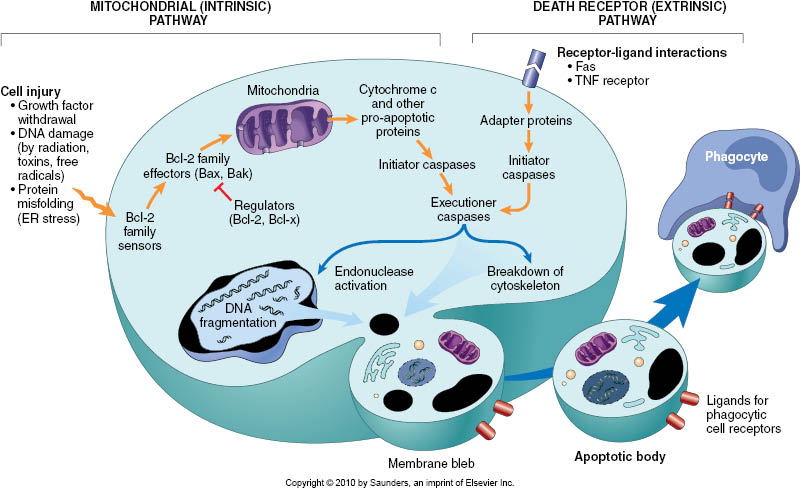 MITOCHONDRIAL (INTRINSIC)
PATHWAY
DEATH RECEPTOR (EXTRINSIC)
PATHWAY
Receptor-ligand interactions
• Fas
• TNF receptor
Cell injury
• Growth factor
withdrawal
• DNA damage
(by radiation,
toxins, free
radicals)
• Protein
misfolding
(ER stress)
Mitochondria
Cytochrome c
and other
pro-apoptotic
proteins
Adapter proteins
Phagocyte
Bcl-2 family
effectors (Bax, Bak)
Initiator caspases
Initiator
caspases
Regulators
(Bcl-2, Bcl-x)
Executioner
caspases
Bcl-2
family
sensors
Endonuclease
activation
Breakdown of
cytoskeleton
DNA
fragmentation
Ligands for
phagocytic
cell receptors
Membrane bleb
Apoptotic body
Copyright © 2010 by Saunders, an imprint of Elsevier Inc.